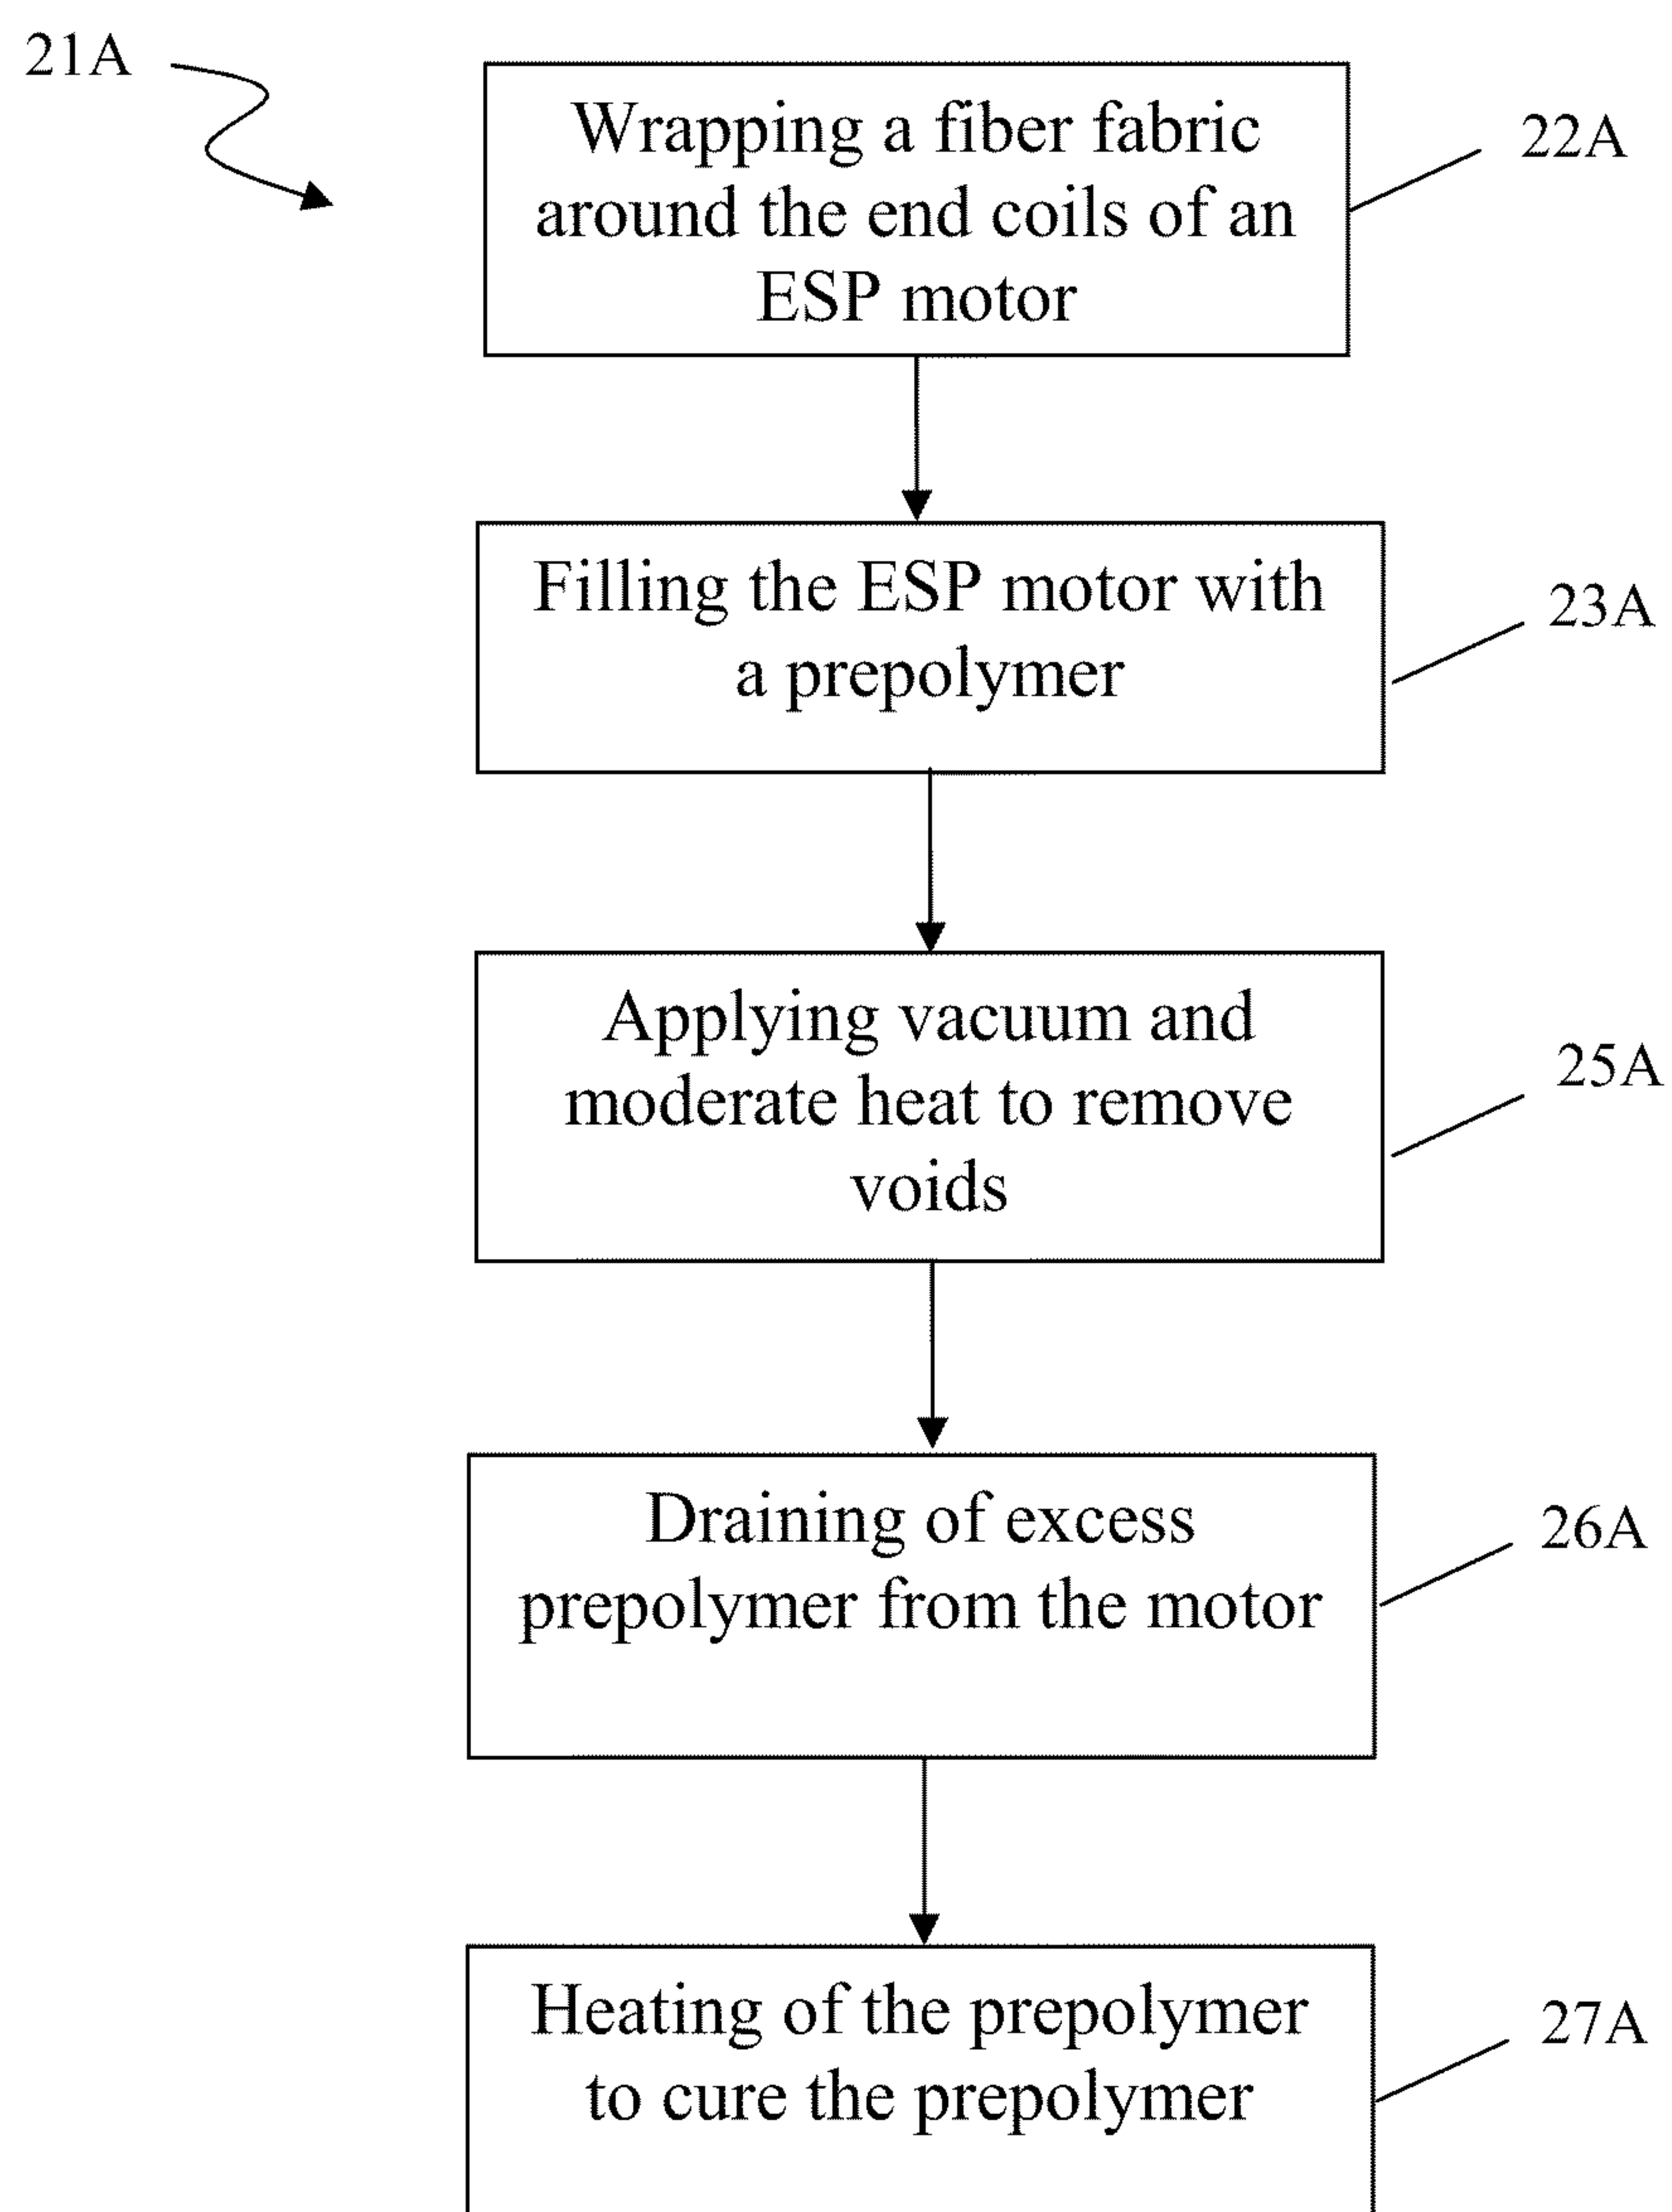 21A
Wrapping a fiber fabric
around the end coils of an
ESP motor
22A
Filling the ESP motor with
a prepolymer
23A
Applying vacuum and
moderate heat to remove
voids
25A
Draining of excess
prepolymer from the motor
26A
Heating of the prepolymer
to cure the prepolymer
27A